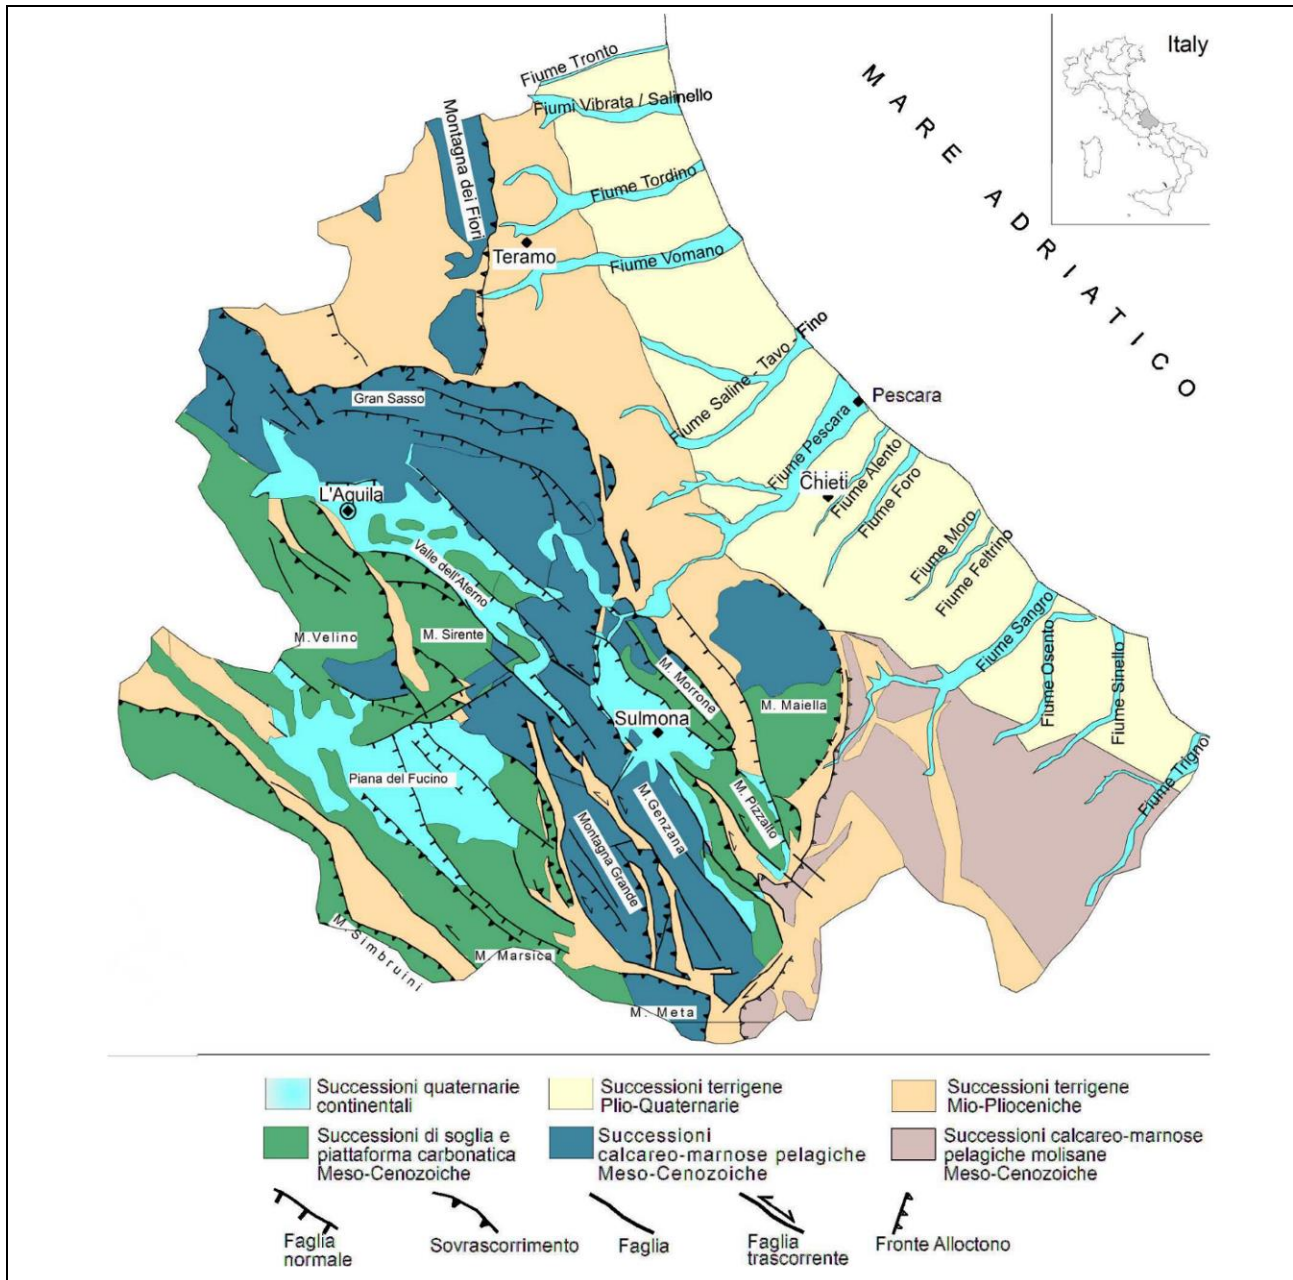 Italy
MARE ADRIATICO
Fiume Tronto
Fiumi Vibrata / Salinello
Montagna dei Fiori
Fiume Tordino
Teramo
Fiume Vomano
Fiume Saline - Tavo - Fino
2
Gran Sasso
Pescara
Fiume Pescara
Fiume Alento
Chieti
Fiume Foro
L'Aquila
Fiume Moro
Fiume Feltrino
Valle dell'Aterno
Fiume Sangro
M.Velino
M. Sirente
M. Morrone
M. Maiella
Fiume Osento
Fiume Sinello
Sulmona
Fiume Trigno
Piana del Fucino
M.Genzana
M. Pizzalto
Montagna
Grande
M. Simbruini
M. Marsica
M. Meta
Successioni quaternarie
continentali
Successioni terrigene
Plio-Quaternarie
Successioni terrigene
Mio-Plioceniche
Successioni di soglia e
piattaforma carbonatica
Meso-Cenozoiche
Successioni
calcareo-marnose pelagiche
Meso-Cenozoiche
Successioni calcareo-marnose
pelagiche molisane
Meso-Cenozoiche
Faglia
normale
Sovrascorrimento
Faglia
Faglia
trascorrente
Fronte Alloctono